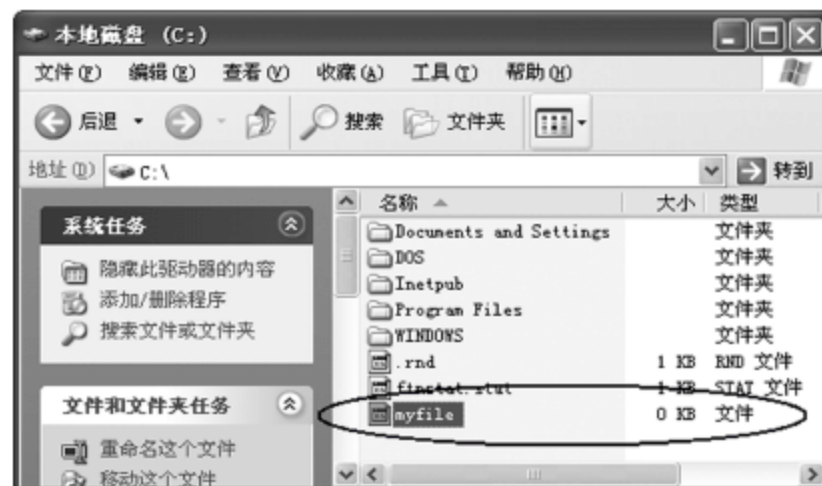 本地磁盘 (C:)
文件(F) 编辑(E) 查看(V) 收藏(A) 工具(T) 帮助(H)
后退 搜索 文件夹
地址(D) C:\ 转到
名称 大小 类型
系统任务
隐藏此驱动器的内容
添加/删除程序
搜索文件或文件夹
文件和文件夹任务
重命名这个文件
移动这个文件
Documents and Settings 文件夹
DOS 文件夹
Inetpub 文件夹
Program Files 文件夹
WINDOWS 文件夹
.rnd 1 KB RND 文件
ftpstat.stat 1 KB STAT 文件
myfile 0 KB 文件